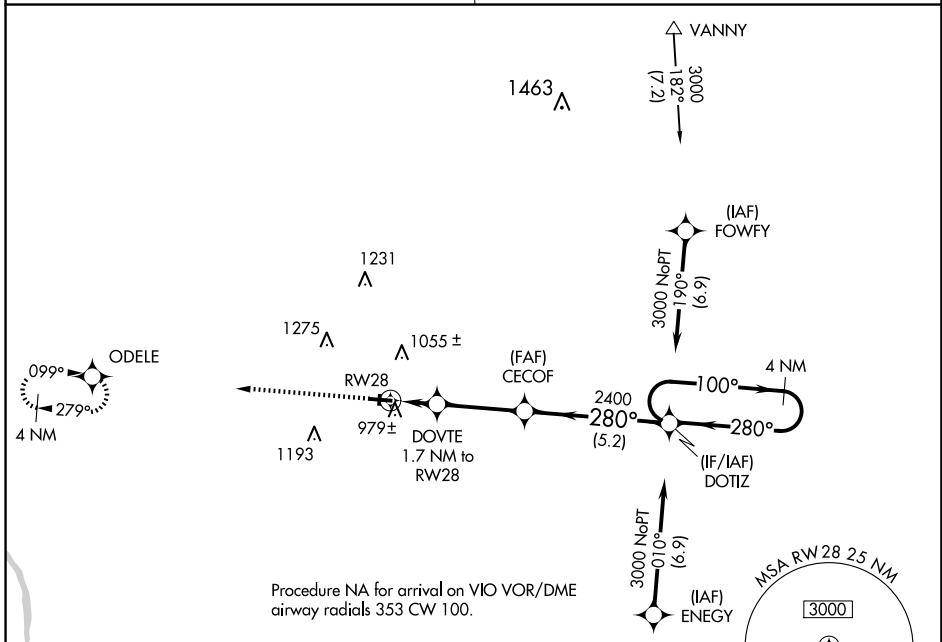 VANNY
3000
182°
(7.2)
1463
(IAF)
FOWFY
3000 NoPT
190°
(6.9)
1231
1275
1055 ±
ODELE
099°
279°
4 NM
RW28
979±
1193
(FAF)
CECOF
DOVTE
1.7 NM to
RW28
2400
280°
(5.2)
4 NM
100°
280°
(IF/IAF)
DOTIZ
3000 NoPT
010°
(6.9)
(IAF)
ENEGY
Procedure NA for arrival on VIO VOR/DME
airway radials 353 CW 100.
MSA RW28 25 NM
3000